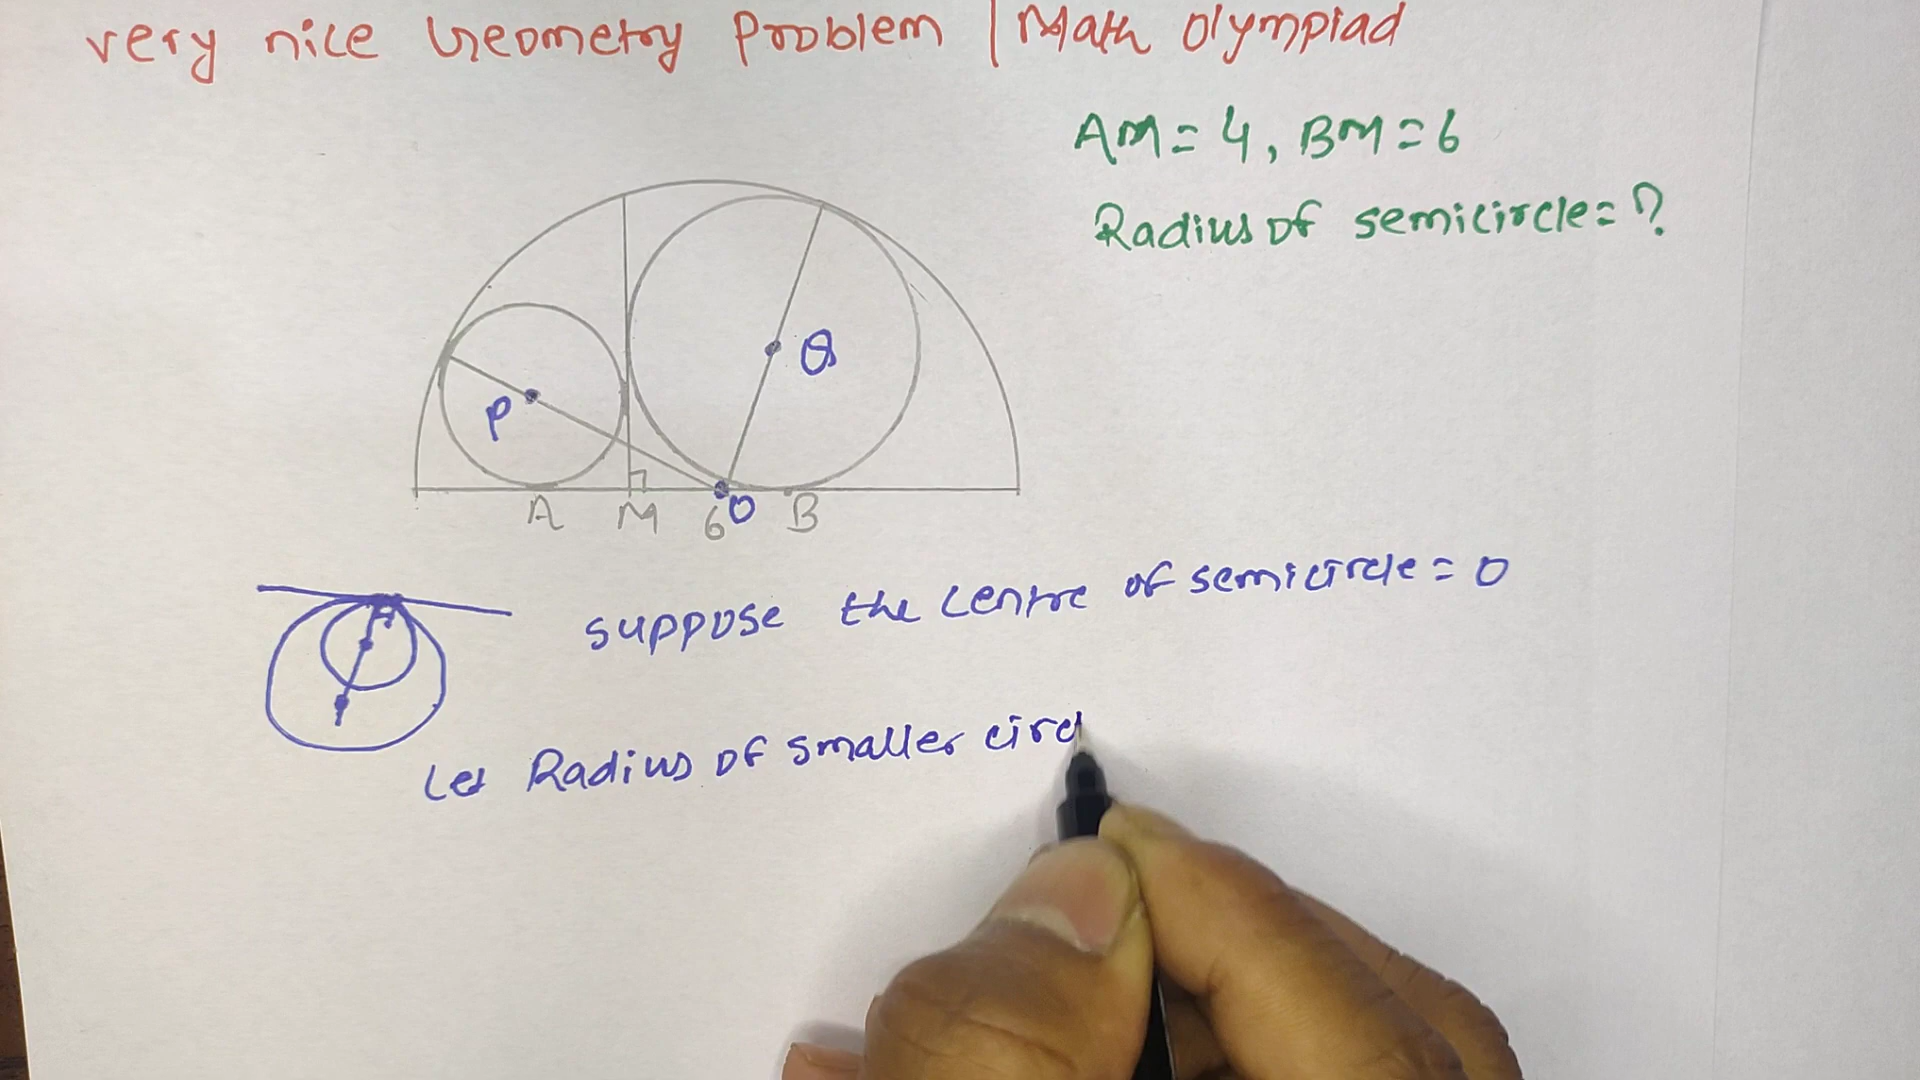 very nice Geometry Problem | Math Olympiad
AM = 4, BM = 6
Radius of semicircle = ?
P
Q
A M 6 O B
suppose the centre of semicircle = O
Let Radius of smaller circl